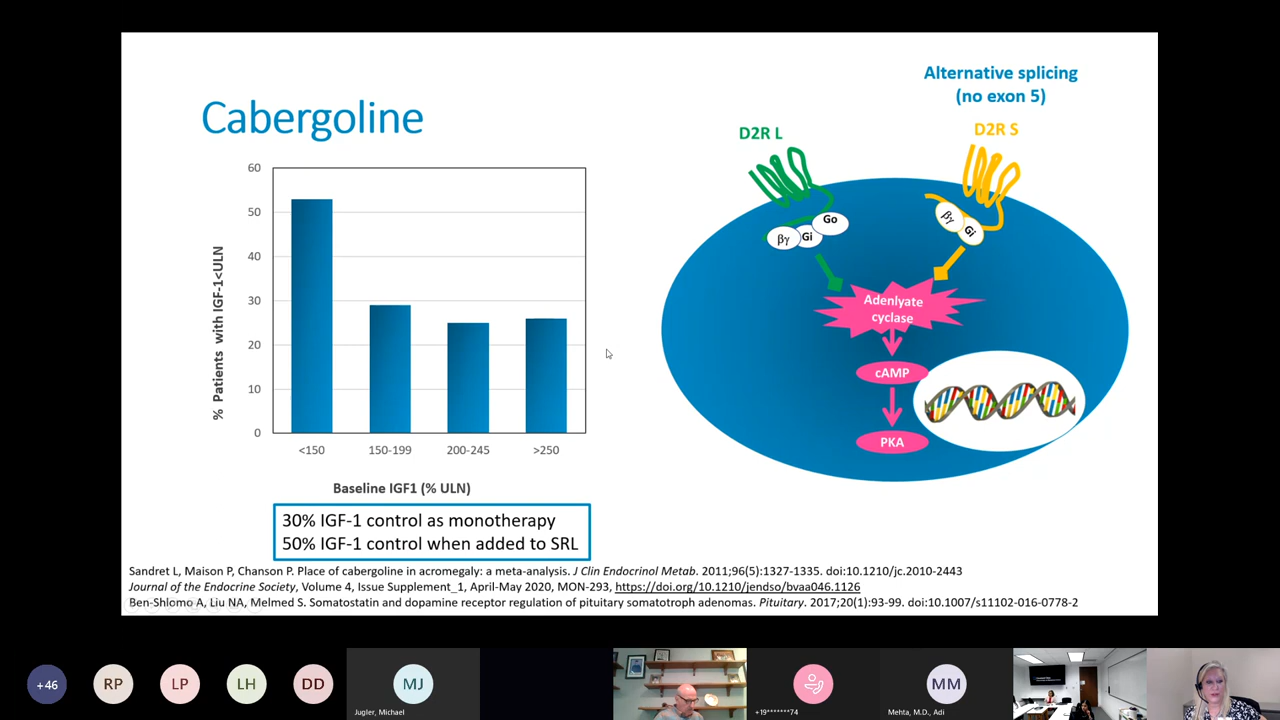 Alternative splicing
(no exon 5)
Cabergoline
D2R L
D2R S
60
50
40
30
20
10
0
% Patients with IGF-1<ULN
<150
150-199
200-245
>250
Baseline IGF1 (% ULN)
30% IGF-1 control as monotherapy
50% IGF-1 control when added to SRL
βγ
Gi
Go
βγ
Gi
Adenlyate
cyclase
cAMP
PKA
Sandret L, Maison P, Chanson P. Place of cabergoline in acromegaly: a meta-analysis. J Clin Endocrinol Metab. 2011;96(5):1327-1335. doi:10.1210/jc.2010-2443
Journal of the Endocrine Society, Volume 4, Issue Supplement_1, April-May 2020, MON-293, https://doi.org/10.1210/jendso/bvaa046.1126
Ben-Shlomo A, Liu NA, Melmed S. Somatostatin and dopamine receptor regulation of pituitary somatotroph adenomas. Pituitary. 2017;20(1):93-99. doi:10.1007/s11102-016-0778-2
+46
RP
LP
LH
DD
MJ
Jugler, Michael
+19*******74
MM
Mehta, M.D., Adi